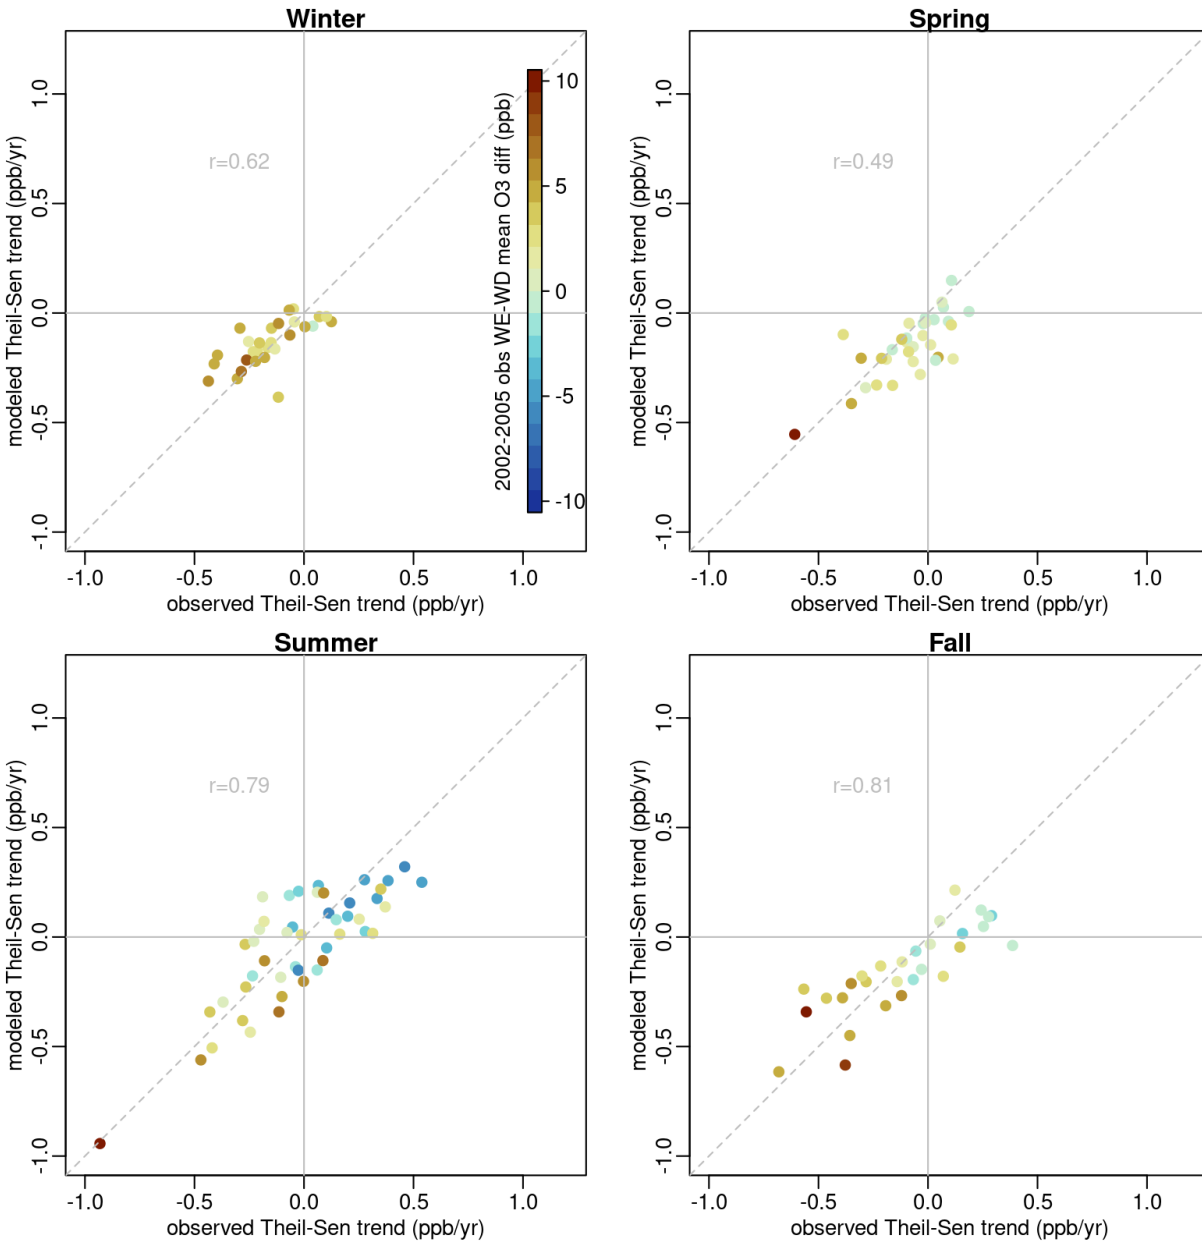 Winter
modeled Theil-Sen trend (ppb/yr)
1.0
0.5
0.0
-0.5
-1.0
r=0.62
2002-2005 obs WE-WD mean O3 diff (ppb)
10
5
0
-5
-10
-1.0 -0.5 0.0 0.5 1.0
observed Theil-Sen trend (ppb/yr)
Spring
modeled Theil-Sen trend (ppb/yr)
1.0
0.5
0.0
-0.5
-1.0
r=0.49
-1.0 -0.5 0.0 0.5 1.0
observed Theil-Sen trend (ppb/yr)
Summer
modeled Theil-Sen trend (ppb/yr)
1.0
0.5
0.0
-0.5
-1.0
r=0.79
-1.0 -0.5 0.0 0.5 1.0
observed Theil-Sen trend (ppb/yr)
Fall
modeled Theil-Sen trend (ppb/yr)
1.0
0.5
0.0
-0.5
-1.0
r=0.81
-1.0 -0.5 0.0 0.5 1.0
observed Theil-Sen trend (ppb/yr)